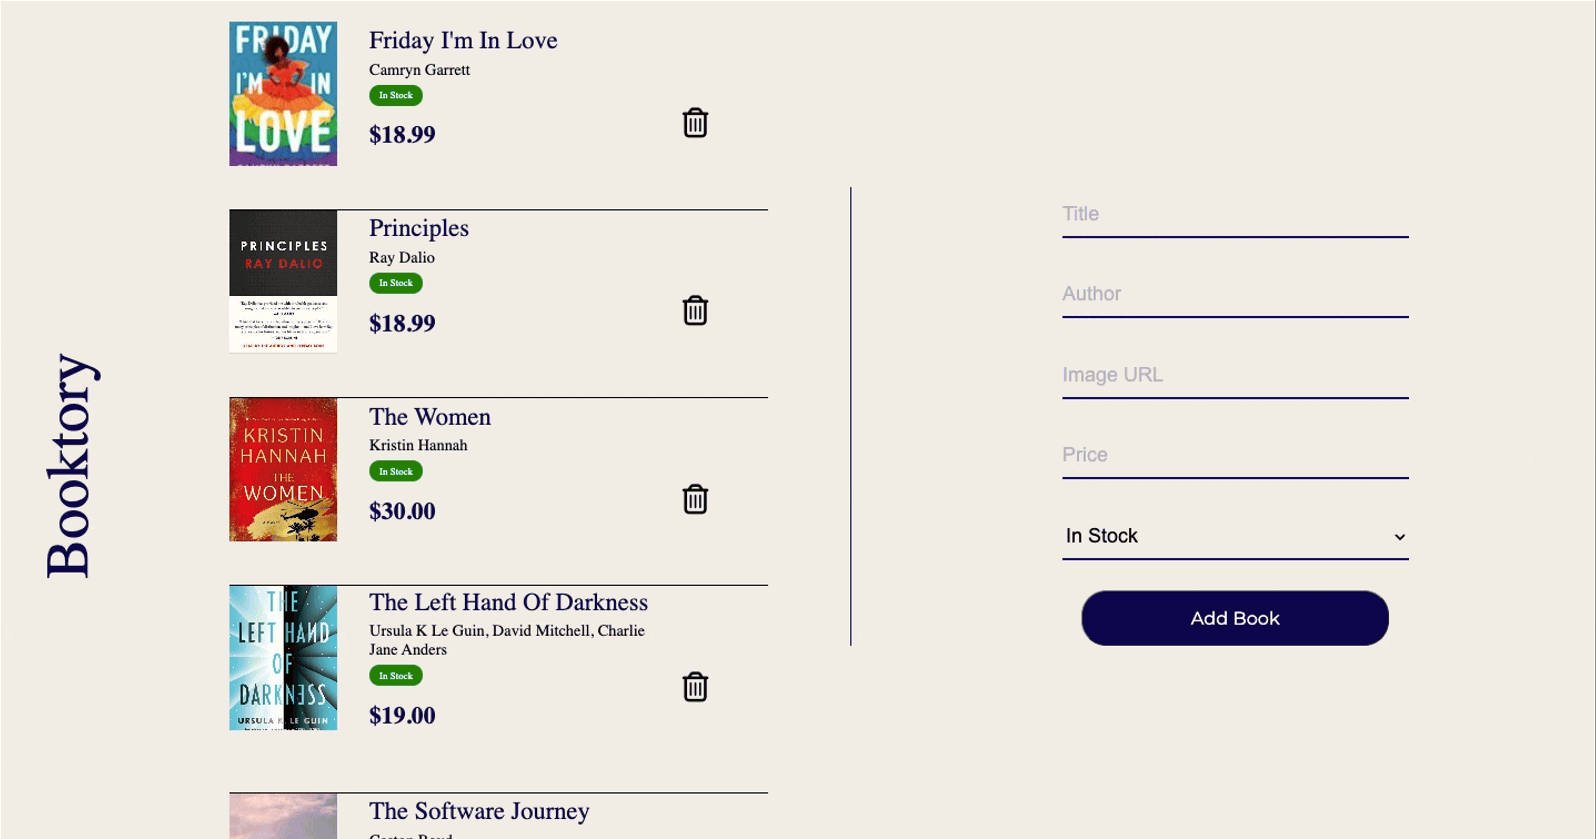 Booktory
FRIDAY
I'M IN
LOVE
Friday I'm In Love
Camryn Garrett
In Stock
$18.99
PRINCIPLES
RAY DALIO
Principles
Ray Dalio
In Stock
$18.99
KRISTIN
HANNAH
THE
WOMEN
The Women
Kristin Hannah
In Stock
$30.00
THE
LEFT HAND
OF
DARKNESS
URSULA K. LE GUIN
The Left Hand Of Darkness
Ursula K Le Guin, David Mitchell, Charlie
Jane Anders
In Stock
$19.00
The Software Journey
Title
Author
Image URL
Price
In Stock
Add Book